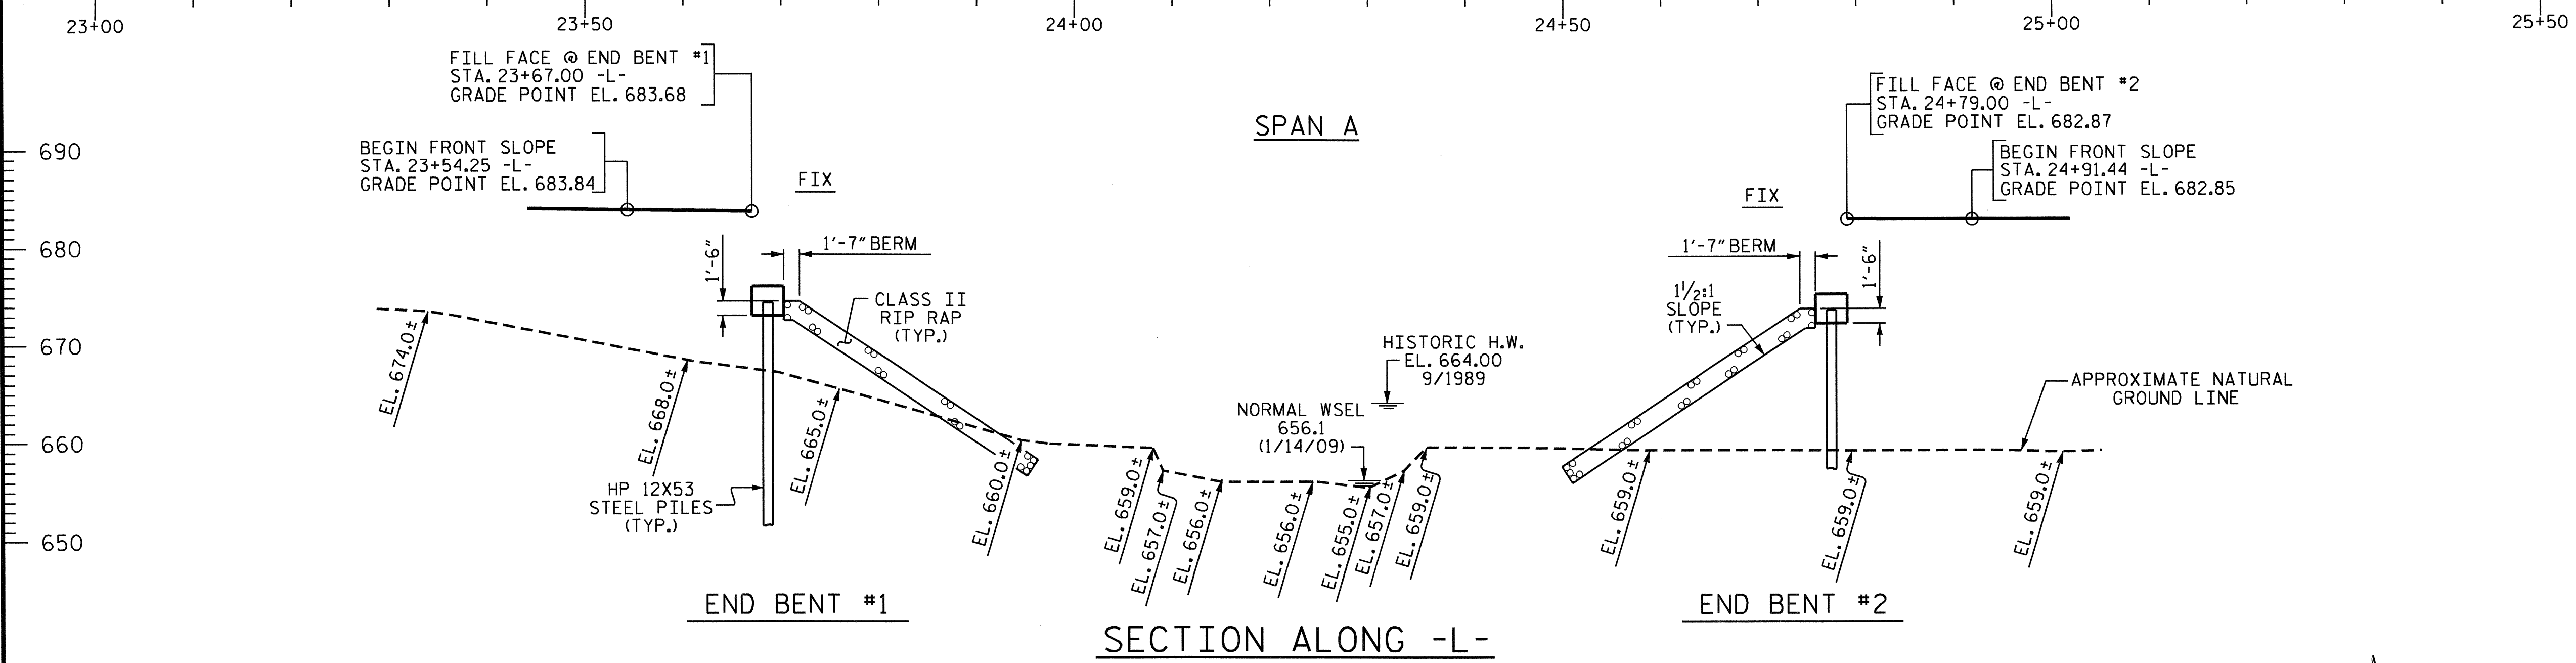 23+00
23+50
24+00
24+50
25+00
25+50
FILL FACE @ END BENT #1
STA. 23+67.00 -L-
GRADE POINT EL. 683.68
BEGIN FRONT SLOPE
STA. 23+54.25 -L-
GRADE POINT EL. 683.84
SPAN A
FILL FACE @ END BENT #2
STA. 24+79.00 -L-
GRADE POINT EL. 682.87
BEGIN FRONT SLOPE
STA. 24+91.44 -L-
GRADE POINT EL. 682.85
690
680
670
660
650
FIX
FIX
1'-6"
1'-7" BERM
1'-7" BERM
1'-6"
CLASS II
RIP RAP
(TYP.)
1 1/2:1
SLOPE
(TYP.)
HISTORIC H.W.
EL. 664.00
9/1989
NORMAL WSEL
656.1
(1/14/09)
APPROXIMATE NATURAL
GROUND LINE
HP 12X53
STEEL PILES
(TYP.)
EL. 674.0±
EL. 668.0±
EL. 665.0±
EL. 660.0±
EL. 659.0±
EL. 657.0±
EL. 656.0±
EL. 656.0±
EL. 655.0±
EL. 657.0±
EL. 659.0±
EL. 659.0±
EL. 659.0±
EL. 659.0±
END BENT #1
END BENT #2
SECTION ALONG -L-